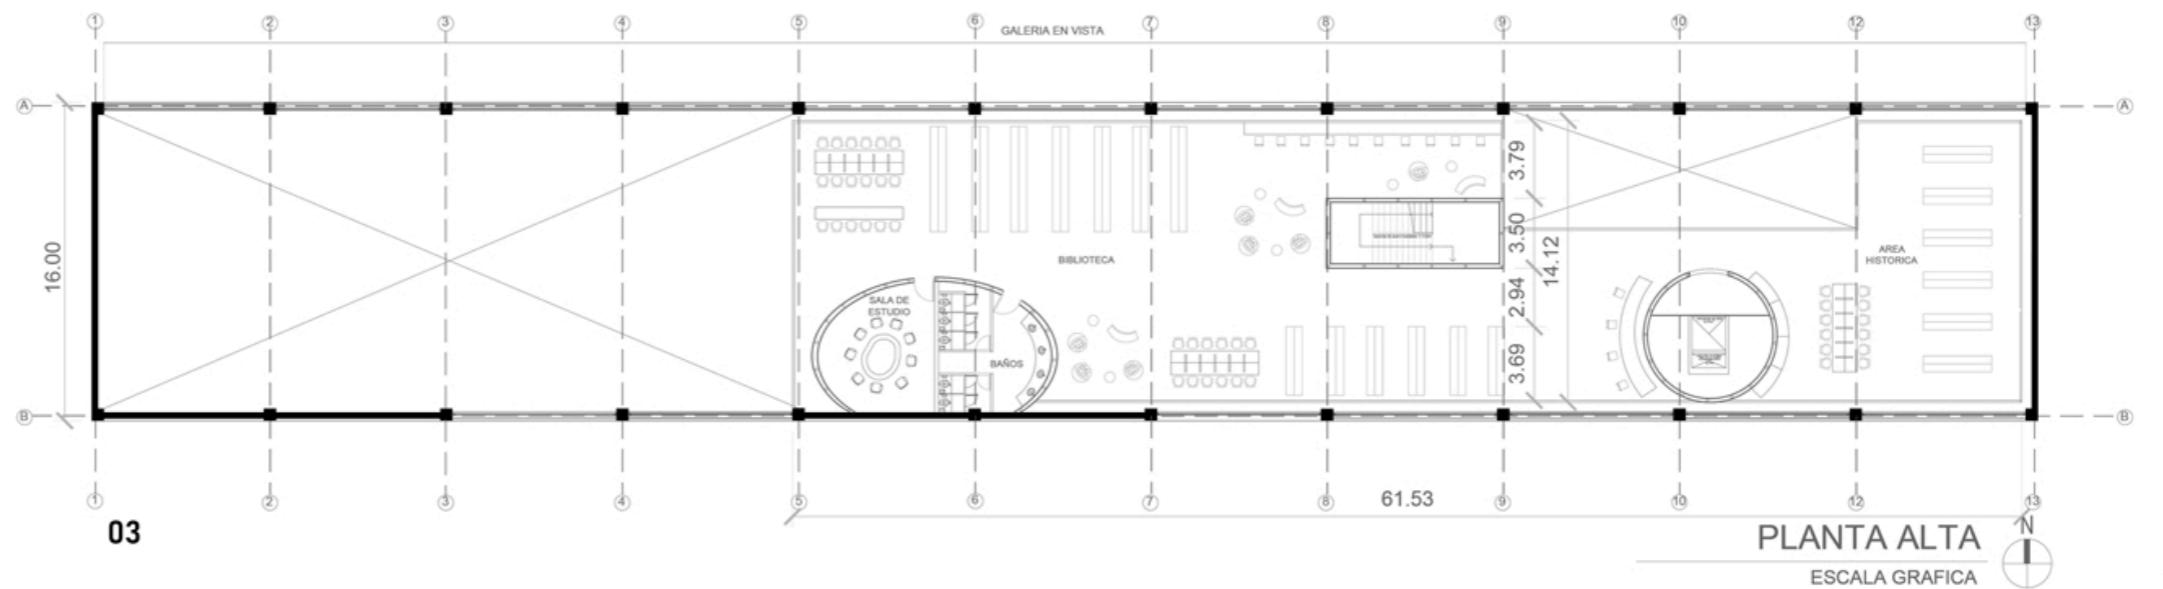 1 2 3 4 5 6 7 8 9 10 12 13
GALERIA EN VISTA
A A
16.00
3.79
3.50
14.12
2.94
3.69
BIBLIOTECA
AREA
HISTORICA
SALA DE
ESTUDIO
BAÑOS
B B
1 2 3 4 5 6 7 8 9 10 12 13
61.53
03
PLANTA ALTA
N
ESCALA GRAFICA